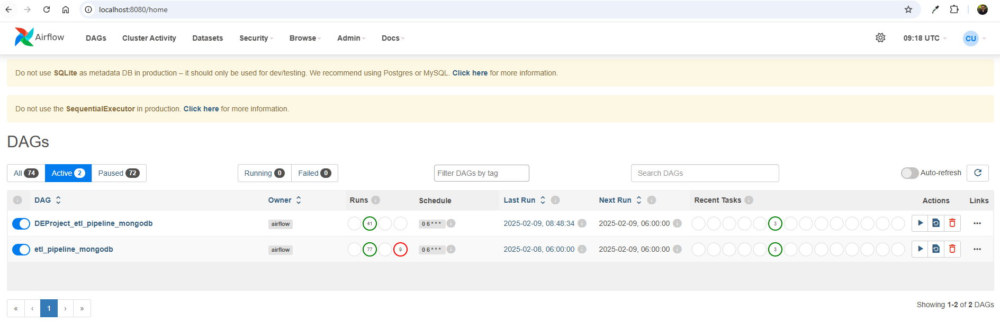 localhost:8080/home
Airflow DAGs Cluster Activity Datasets Security Browse Admin Docs 09:18 UTC CU
Do not use SQLite as metadata DB in production – it should only be used for dev/testing. We recommend using Postgres or MySQL. Click here for more information.
Do not use the SequentialExecutor in production. Click here for more information.
DAGs
All 74 Active 2 Paused 72 Running 0 Failed 0 Filter DAGs by tag Search DAGs Auto-refresh
i DAG Owner Runs i Schedule Last Run i Next Run i Recent Tasks i Actions Links
DEProject_etl_pipeline_mongodb airflow 41 0 6 * * * i 2025-02-09, 08:48:34 i 2025-02-09, 06:00:00 i 3 ···
etl_pipeline_mongodb airflow 77 9 0 6 * * * i 2025-02-08, 06:00:00 i 2025-02-09, 06:00:00 i 3 ···
« ‹ 1 › » Showing 1-2 of 2 DAGs